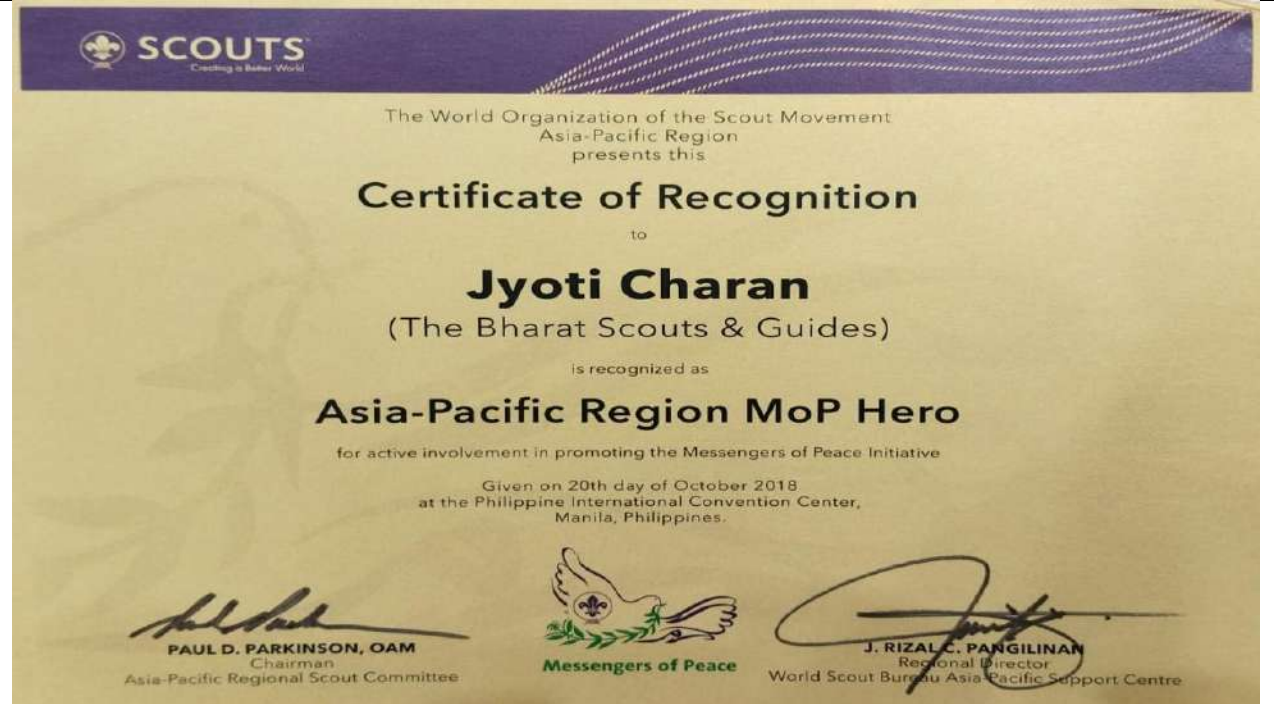 SCOUTS
Creating a Better World
The World Organization of the Scout Movement
Asia-Pacific Region
presents this
Certificate of Recognition
to
Jyoti Charan
(The Bharat Scouts & Guides)
is recognized as
Asia-Pacific Region MoP Hero
for active involvement in promoting the Messengers of Peace Initiative
Given on 20th day of October 2018
at the Philippine International Convention Center,
Manila, Philippines.
PAUL D. PARKINSON, OAM
Chairman
Asia-Pacific Regional Scout Committee
Messengers of Peace
J. RIZAL C. PANGILINAN
Regional Director
World Scout Bureau Asia-Pacific Support Centre